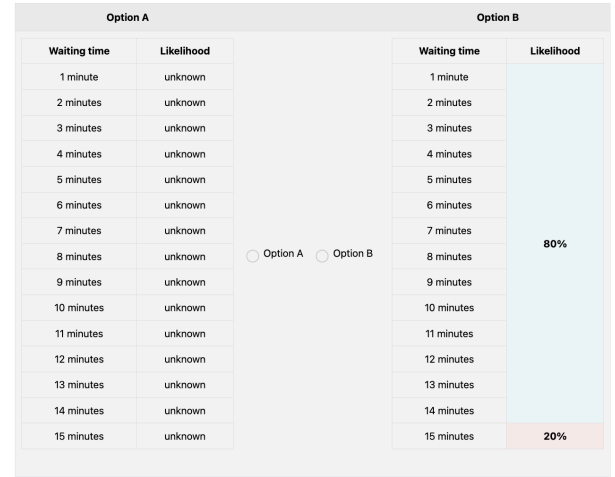 Option A Option B
Waiting time Likelihood Waiting time Likelihood
1 minute unknown 1 minute
2 minutes unknown 2 minutes
3 minutes unknown 3 minutes
4 minutes unknown 4 minutes
5 minutes unknown 5 minutes
6 minutes unknown 6 minutes
7 minutes unknown 7 minutes
80%
8 minutes unknown Option A Option B 8 minutes
9 minutes unknown 9 minutes
10 minutes unknown 10 minutes
11 minutes unknown 11 minutes
12 minutes unknown 12 minutes
13 minutes unknown 13 minutes
14 minutes unknown 14 minutes
15 minutes unknown 15 minutes 20%